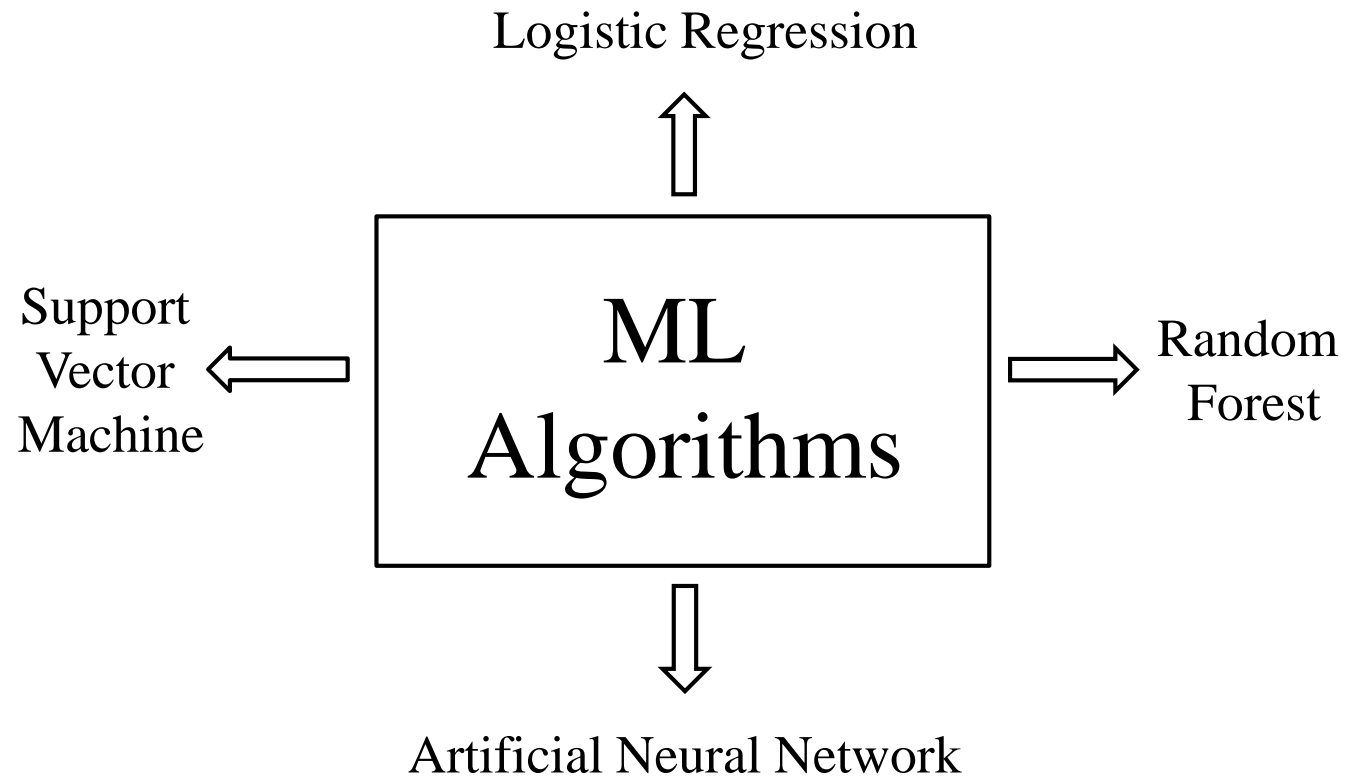 Logistic Regression
Support
Vector
Machine
ML
Algorithms
Random
Forest
Artificial Neural Network